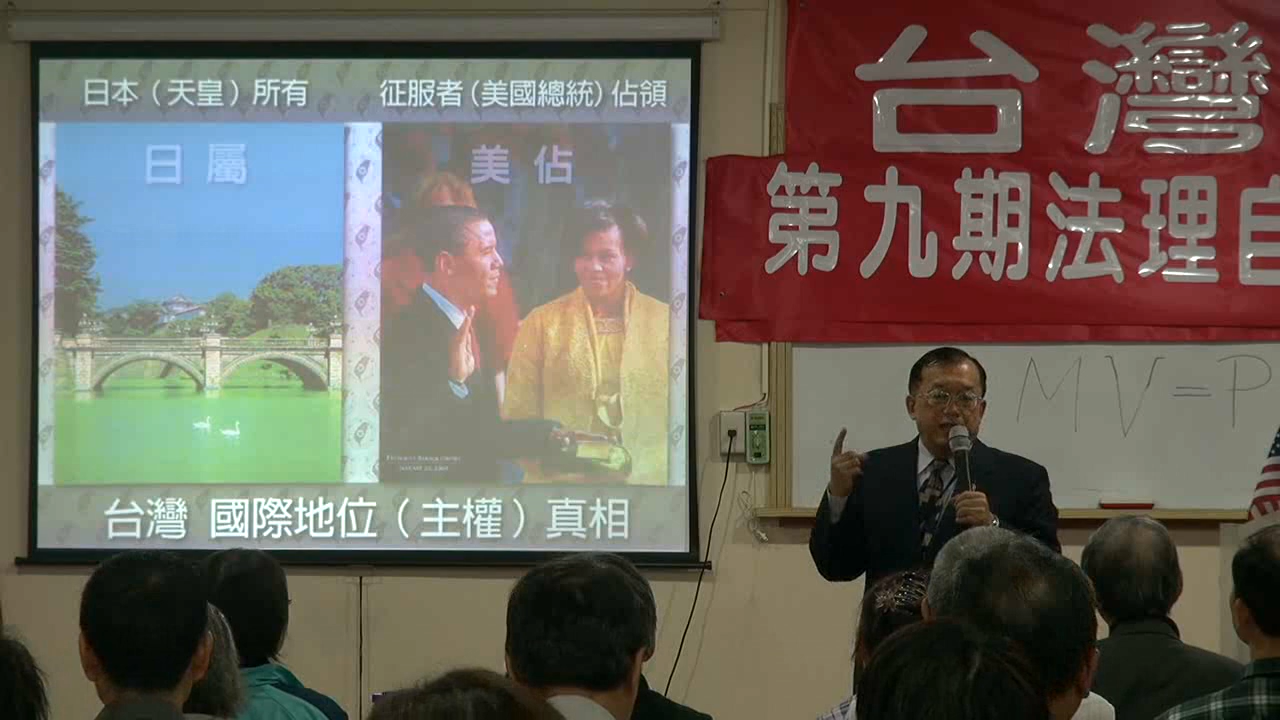 日本（天皇）所有
征服者（美國總統）佔領
日屬
美佔
台灣 國際地位（主權）真相
台灣
第九期法理自
MV=P